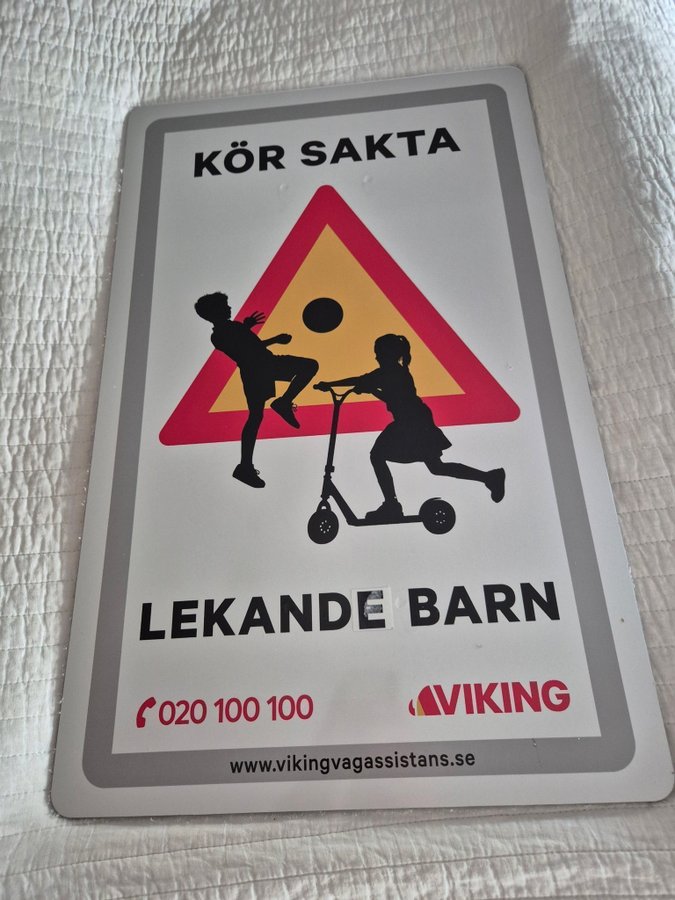 KÖR SAKTA
LEKANDE BARN
020 100 100
VIKING
www.vikingvagassistans.se